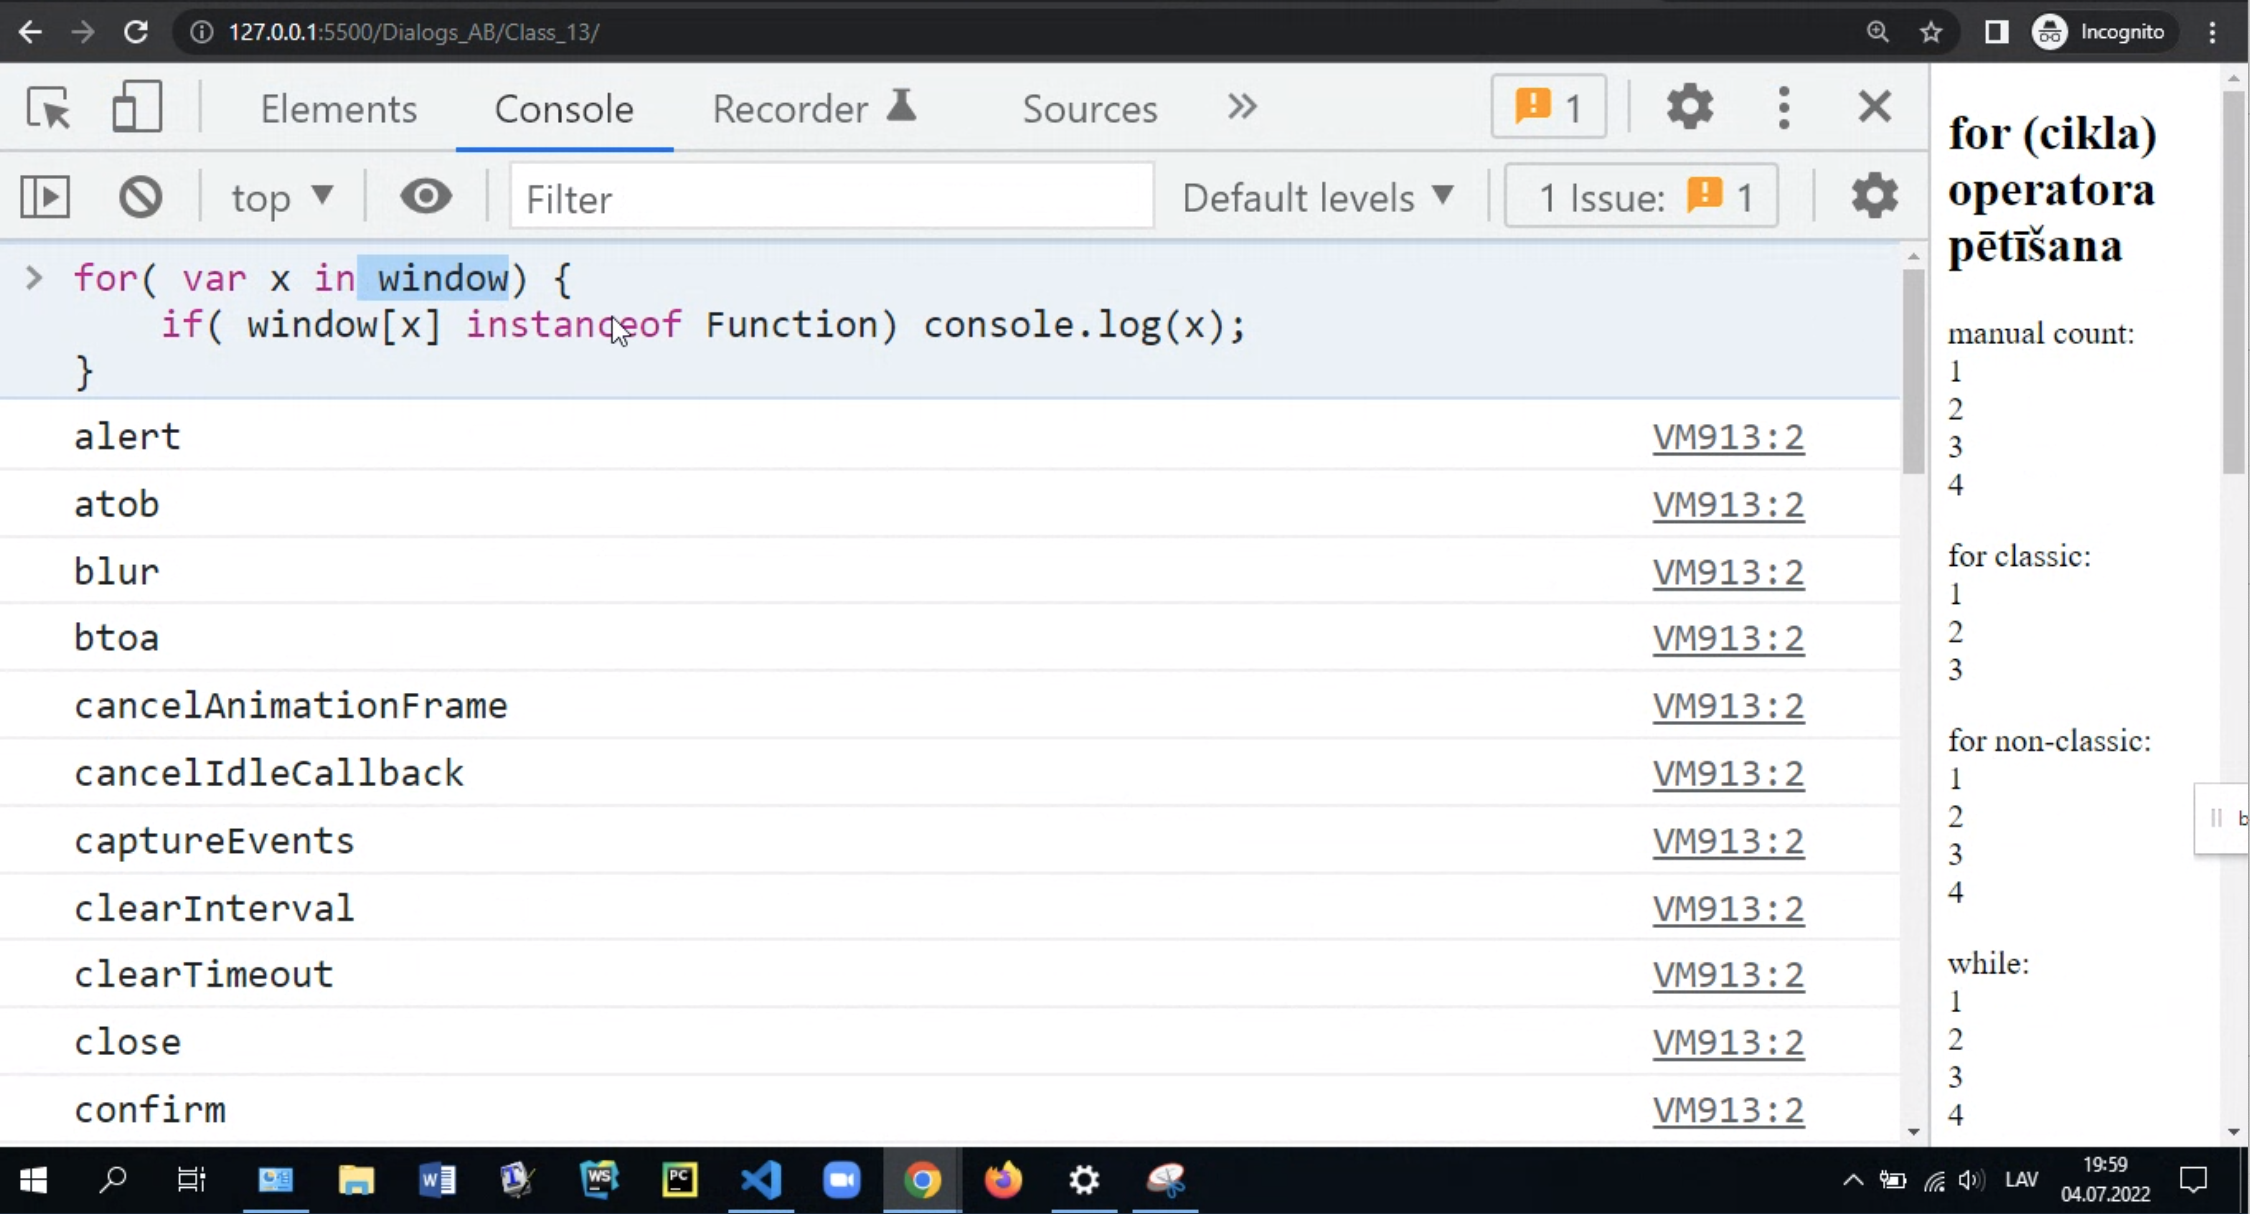 127.0.0.1:5500/Dialogs_AB/Class_13/
Incognito
Elements
Console
Recorder
Sources
1
top
Filter
Default levels
1 Issue: 1
for( var x in window) {
if( window[x] instanceof Function) console.log(x);
}
alert VM913:2
atob VM913:2
blur VM913:2
btoa VM913:2
cancelAnimationFrame VM913:2
cancelIdleCallback VM913:2
captureEvents VM913:2
clearInterval VM913:2
clearTimeout VM913:2
close VM913:2
confirm VM913:2
for (cikla)
operatora
pētīšana
manual count:
1
2
3
4
for classic:
1
2
3
for non-classic:
1
2
3
4
while:
1
2
3
4
b
W
WS
PC
LAV
19:59
04.07.2022